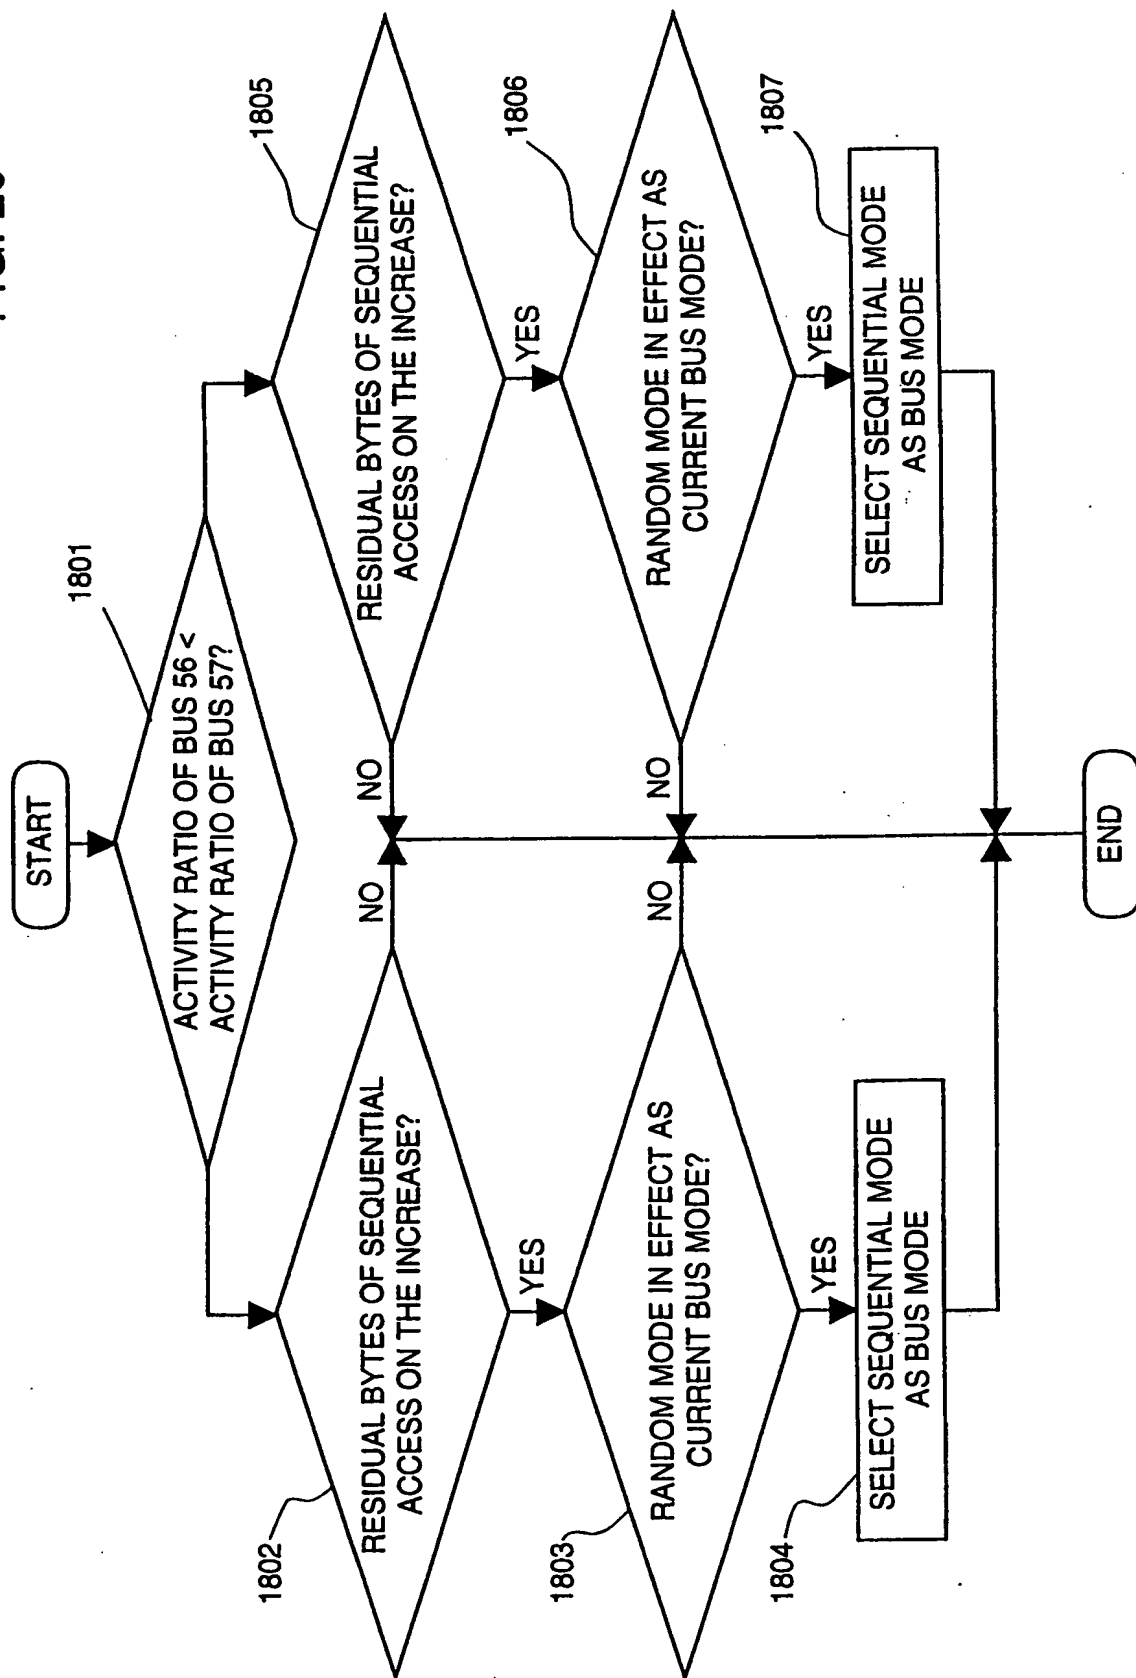 START
1801
ACTIVITY RATIO OF BUS 56 <
ACTIVITY RATIO OF BUS 57?
1802
RESIDUAL BYTES OF SEQUENTIAL
ACCESS ON THE INCREASE?
NO
YES
1805
RESIDUAL BYTES OF SEQUENTIAL
ACCESS ON THE INCREASE?
NO
YES
1803
RANDOM MODE IN EFFECT AS
CURRENT BUS MODE?
NO
YES
1806
RANDOM MODE IN EFFECT AS
CURRENT BUS MODE?
NO
YES
1804
SELECT SEQUENTIAL MODE
AS BUS MODE
1807
SELECT SEQUENTIAL MODE
AS BUS MODE
END